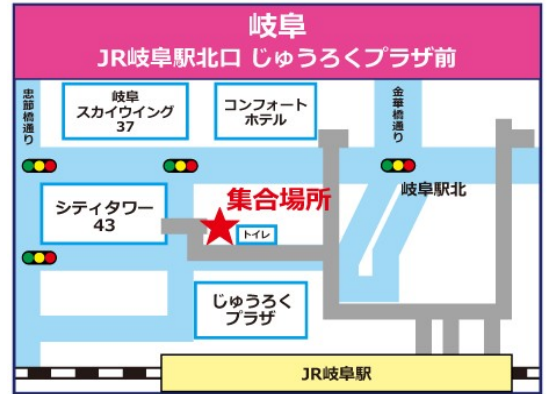 岐阜
JR岐阜駅北口 じゅうろくプラザ前
忠節橋通り
岐阜
スカイウイング
37
コンフォート
ホテル
金華橋通り
岐阜駅北
シティタワー
43
集合場所
トイレ
じゅうろく
プラザ
JR岐阜駅